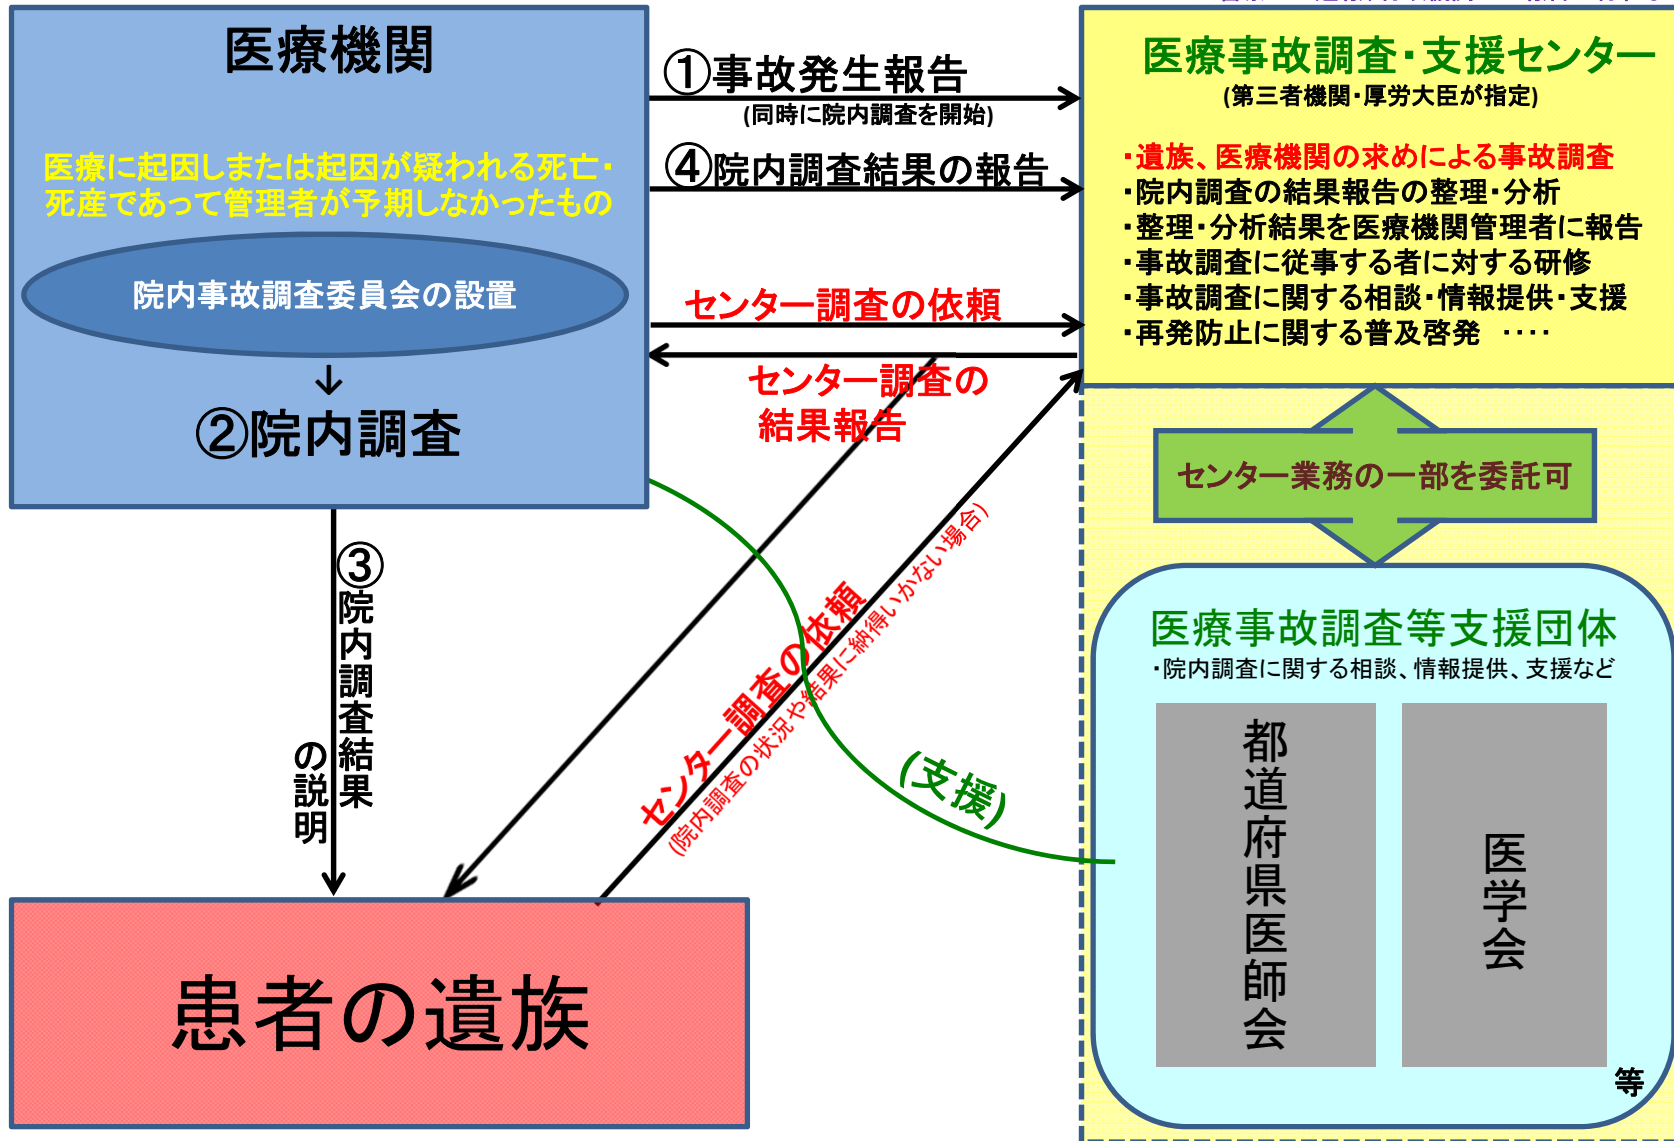 医療機関
医療に起因しまたは起因が疑われる死亡・
死産であって管理者が予期しなかったもの
院内事故調査委員会の設置
↓
②院内調査
①事故発生報告
(同時に院内調査を開始)
④院内調査結果の報告
センター調査の依頼
センター調査の
結果報告
医療事故調査・支援センター
(第三者機関・厚労大臣が指定)
・遺族、医療機関の求めによる事故調査
・院内調査の結果報告の整理・分析
・整理・分析結果を医療機関管理者に報告
・事故調査に従事する者に対する研修
・事故調査に関する相談・情報提供・支援
・再発防止に関する普及啓発 ‥‥
センター業務の一部を委託可
医療事故調査等支援団体
・院内調査に関する相談、情報提供、支援など
都道府県医師会
医学会
等
③院内調査結果
の説明
センター調査の依頼
(院内調査の状況や結果に納得いかない場合)
(支援)
患者の遺族